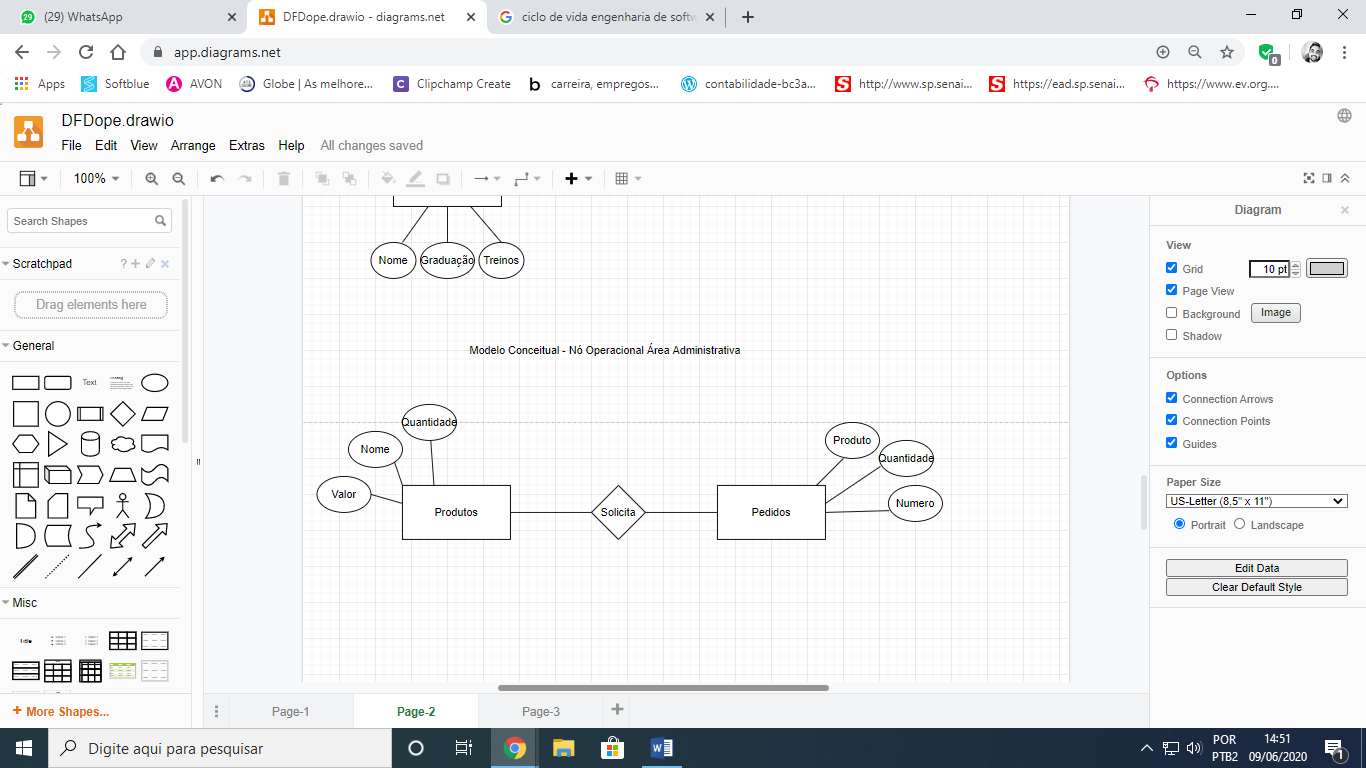 (29) WhatsApp
DFDope.drawio - diagrams.net
ciclo de vida engenharia de softw
app.diagrams.net
0
Apps
Softblue
AVON
Globe | As melhore...
Clipchamp Create
carreira, empregos...
contabilidade-bc3a...
http://www.sp.senai...
https://ead.sp.senai...
https://www.ev.org....
DFDope.drawio
File Edit View Arrange Extras Help All changes saved
100%
Search Shapes
Scratchpad
?
Drag elements here
General
Text
Misc
Title
+ More Shapes...
Nome
Graduação
Treinos
Modelo Conceitual - Nó Operacional Área Administrativa
Quantidade
Nome
Valor
Produtos
Solicita
Pedidos
Produto
Quantidade
Numero
Diagram
View
Grid
10 pt
Page View
Background
Image
Shadow
Options
Connection Arrows
Connection Points
Guides
Paper Size
US-Letter (8,5" x 11")
Portrait
Landscape
Edit Data
Clear Default Style
Page-1
Page-2
Page-3
Digite aqui para pesquisar
POR
PTB2
14:51
09/06/2020
1